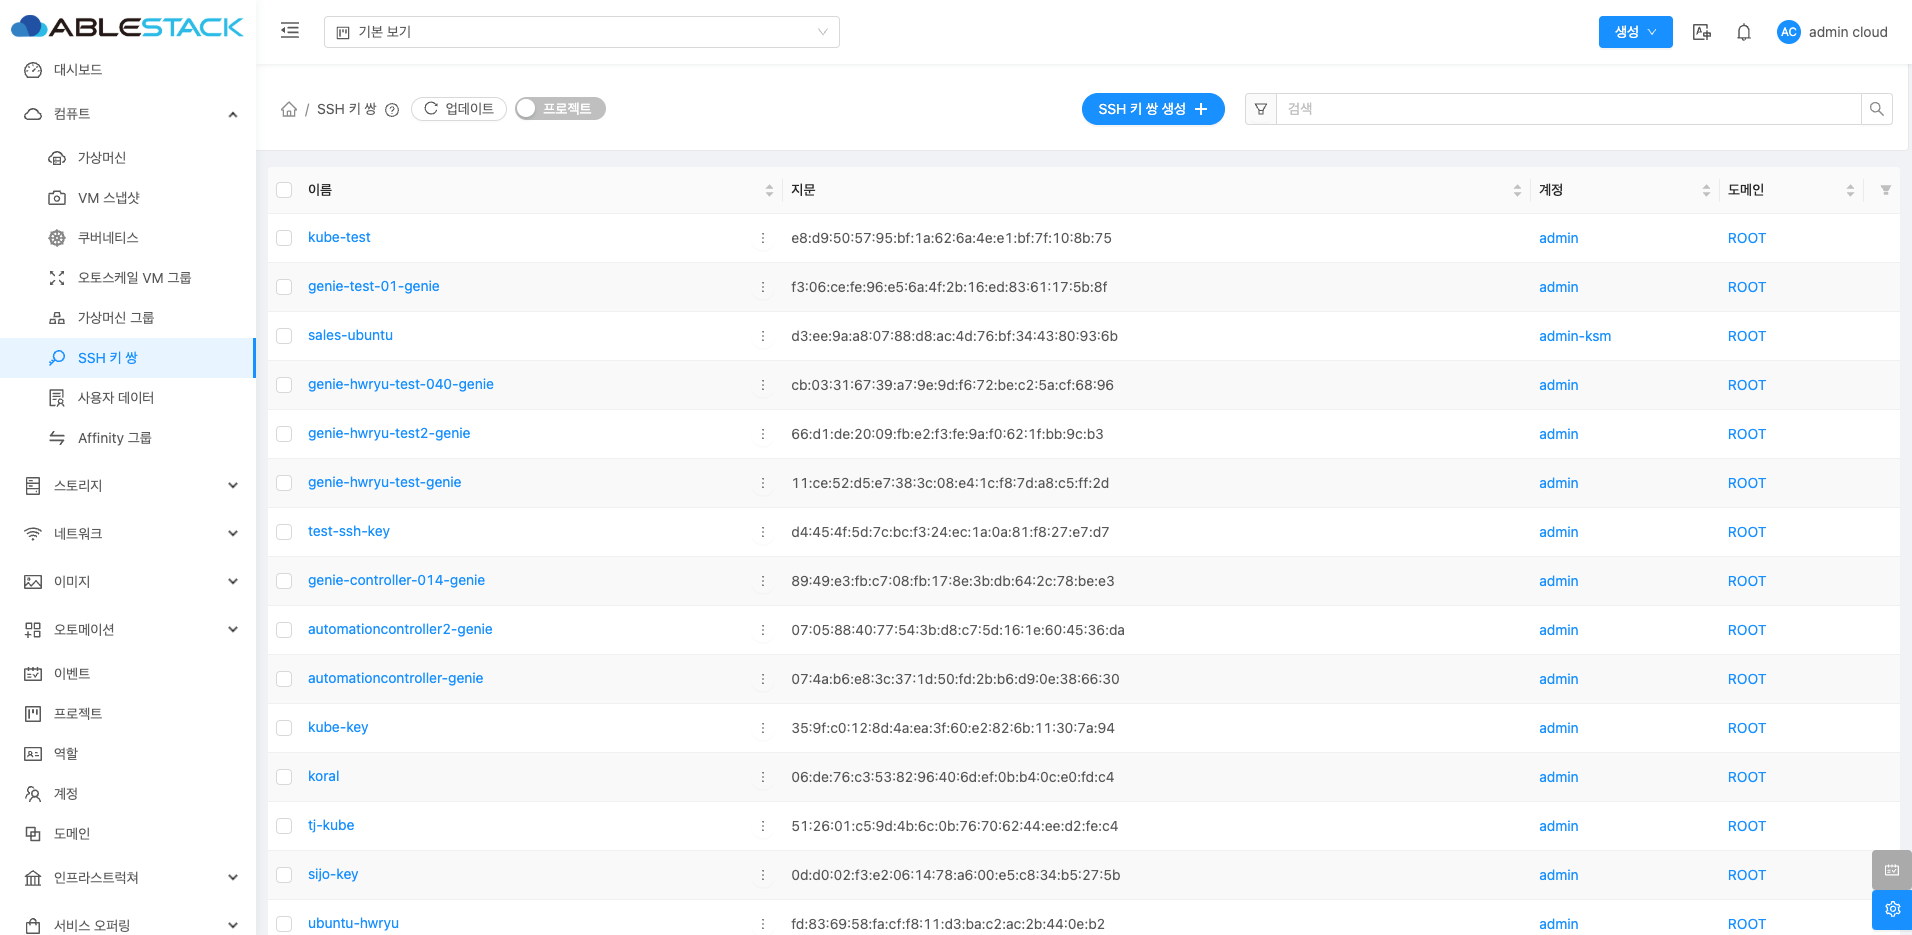 ABLESTACK
기본 보기
생성
AC admin cloud
대시보드
컴퓨트
가상머신
VM 스냅샷
쿠버네티스
오토스케일 VM 그룹
가상머신 그룹
SSH 키 쌍
사용자 데이터
Affinity 그룹
스토리지
네트워크
이미지
오토메이션
이벤트
프로젝트
역할
계정
도메인
인프라스트럭쳐
서비스 오퍼링
/ SSH 키 쌍 업데이트 프로젝트
SSH 키 쌍 생성 +
검색
이름 지문 계정 도메인
kube-test e8:d9:50:57:95:bf:1a:62:6a:4e:e1:bf:7f:10:8b:75 admin ROOT
genie-test-01-genie f3:06:ce:fe:96:e5:6a:4f:2b:16:ed:83:61:17:5b:8f admin ROOT
sales-ubuntu d3:ee:9a:a8:07:88:d8:ac:4d:76:bf:34:43:80:93:6b admin-ksm ROOT
genie-hwryu-test-040-genie cb:03:31:67:39:a7:9e:9d:f6:72:be:c2:5a:cf:68:96 admin ROOT
genie-hwryu-test2-genie 66:d1:de:20:09:fb:e2:f3:fe:9a:f0:62:1f:bb:9c:b3 admin ROOT
genie-hwryu-test-genie 11:ce:52:d5:e7:38:3c:08:e4:1c:f8:7d:a8:c5:ff:2d admin ROOT
test-ssh-key d4:45:4f:5d:7c:bc:f3:24:ec:1a:0a:81:f8:27:e7:d7 admin ROOT
genie-controller-014-genie 89:49:e3:fb:c7:08:fb:17:8e:3b:db:64:2c:78:be:e3 admin ROOT
automationcontroller2-genie 07:05:88:40:77:54:3b:d8:c7:5d:16:1e:60:45:36:da admin ROOT
automationcontroller-genie 07:4a:b6:e8:3c:37:1d:50:fd:2b:b6:d9:0e:38:66:30 admin ROOT
kube-key 35:9f:c0:12:8d:4a:ea:3f:60:e2:82:6b:11:30:7a:94 admin ROOT
koral 06:de:76:c3:53:82:96:40:6d:ef:0b:b4:0c:e0:fd:c4 admin ROOT
tj-kube 51:26:01:c5:9d:4b:6c:0b:76:70:62:44:ee:d2:fe:c4 admin ROOT
sijo-key 0d:d0:02:f3:e2:06:14:78:a6:00:e5:c8:34:b5:27:5b admin ROOT
ubuntu-hwryu fd:83:69:58:fa:cf:f8:11:d3:ba:c2:ac:2b:44:0e:b2 admin ROOT